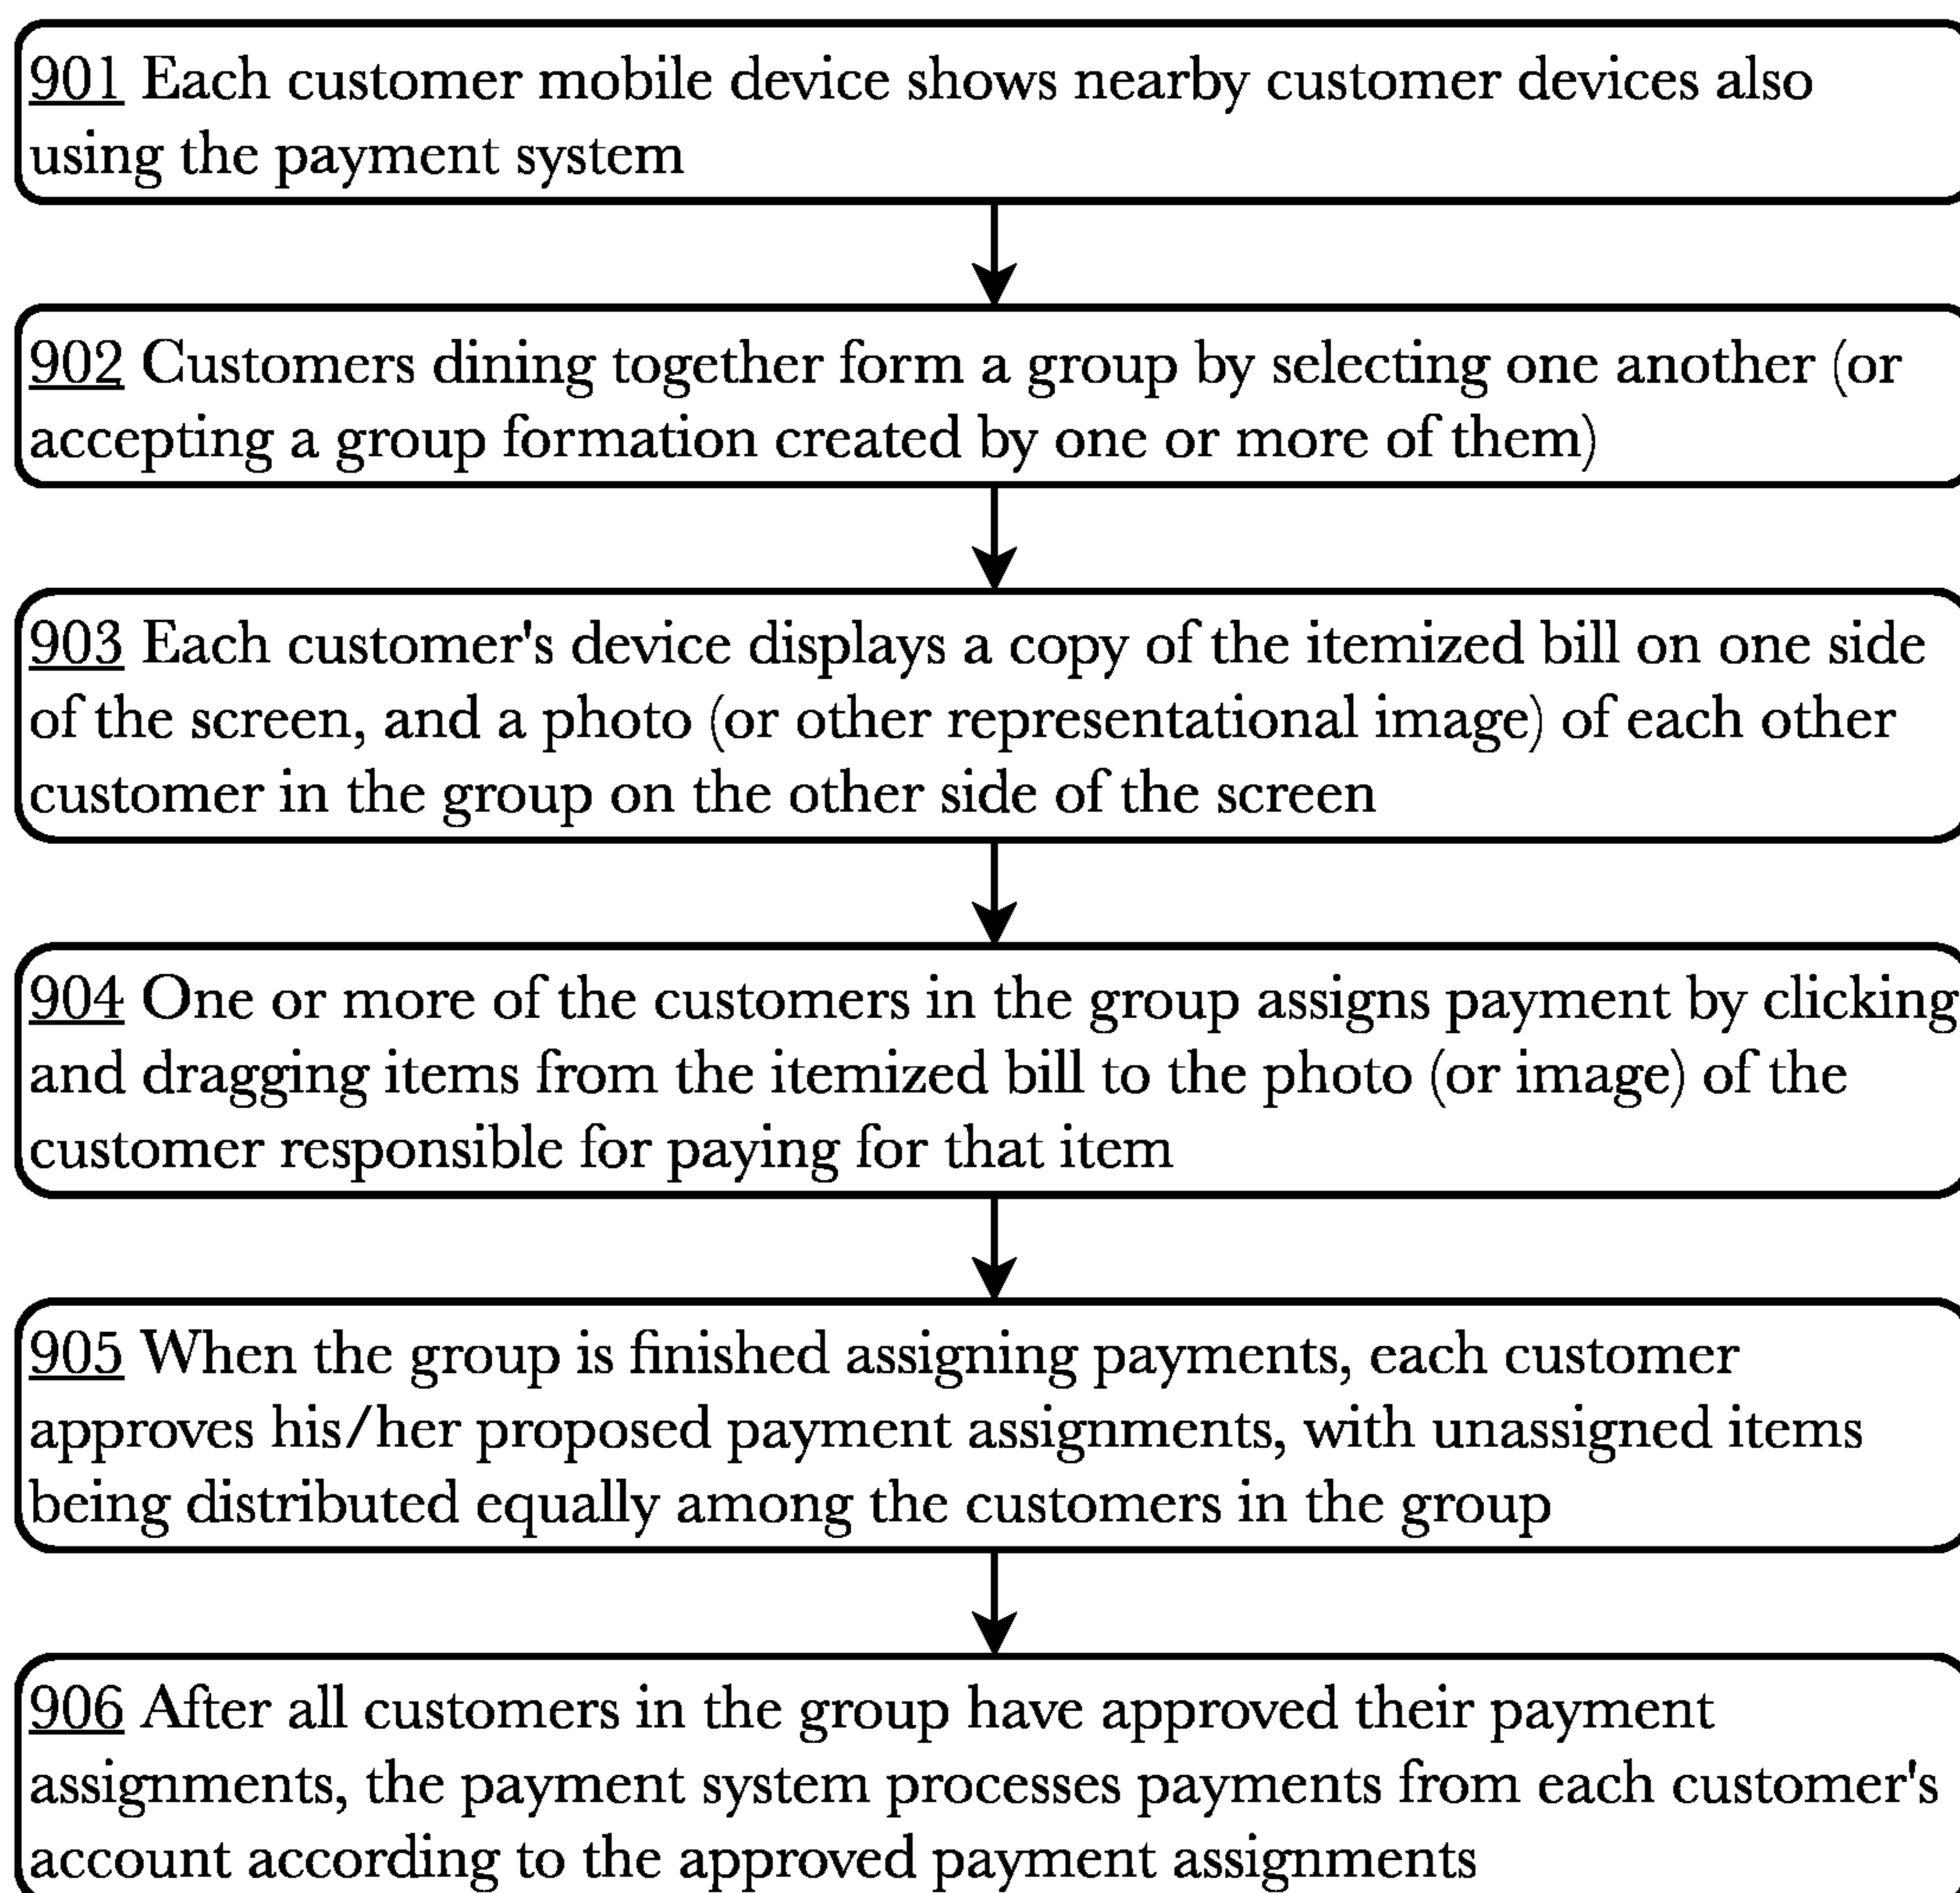 901 Each customer mobile device shows nearby customer devices also
using the payment system
902 Customers dining together form a group by selecting one another (or
accepting a group formation created by one or more of them)
903 Each customer's device displays a copy of the itemized bill on one side
of the screen, and a photo (or other representational image) of each other
customer in the group on the other side of the screen
904 One or more of the customers in the group assigns payment by clicking
and dragging items from the itemized bill to the photo (or image) of the
customer responsible for paying for that item
905 When the group is finished assigning payments, each customer
approves his/her proposed payment assignments, with unassigned items
being distributed equally among the customers in the group
906 After all customers in the group have approved their payment
assignments, the payment system processes payments from each customer's
account according to the approved payment assignments